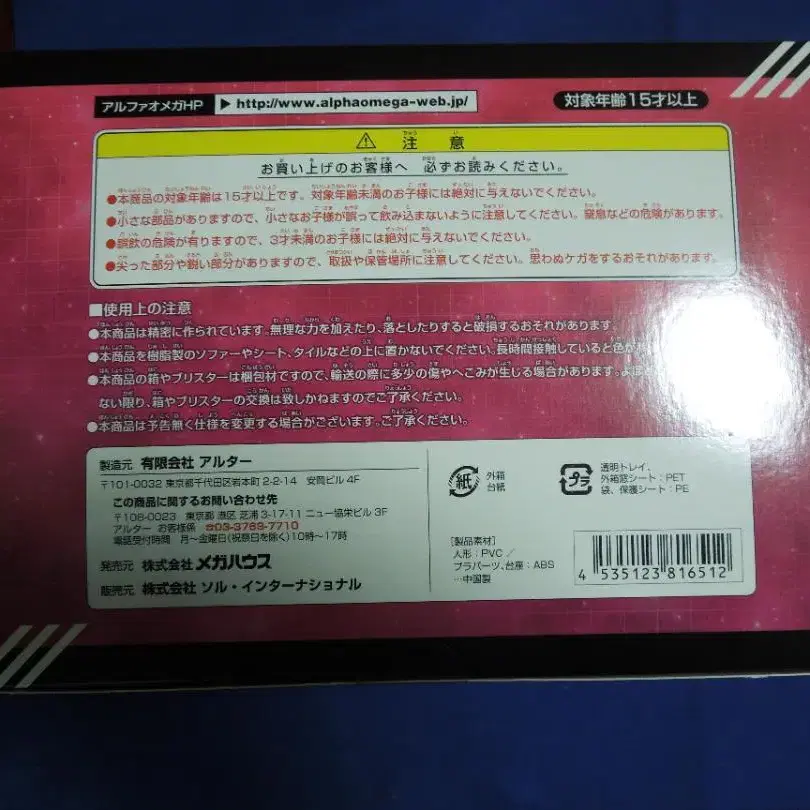 アルファオメガHP ▶ http://www.alphaomega-web.jp/
対象年齢15才以上
⚠ 注 意
お買い上げのお客様へ 必ずお読みください。
●本商品の対象年齢は15才以上です。対象年齢未満のお子様には絶対に与えないでください。
●小さな部品がありますので、小さなお子様が誤って飲み込まないように注意してください。窒息などの危険があります。
●誤飲の危険が有りますので、3才未満のお子様には絶対に与えないでください。
●尖った部分や鋭い部分がありますので、取扱や保管場所に注意してください。思わぬケガをするおそれがあります。
■使用上の注意
●本商品は精密に作られています。無理な力を加えたり、落としたりすると破損するおそれがあります。
●本商品を樹脂製のソファーやシート、タイルなどの上に置かないでください。長時間接触していると色が
●本商品の箱やブリスターは梱包材ですので、輸送の際に多少の傷やへこみが生じる場合があります。よほど
ない限り、箱やブリスターの交換は致しかねますのでご了承ください。
●本商品は予告無く仕様を変更する場合がございます。ご了承ください。
製造元 有限会社 アルター
〒101-0032 東京都千代田区岩本町2-2-14 安岡ビル 4F
この商品に関するお問い合わせ先
〒108-0023 東京都 港区 芝浦 3-17-11 ニュー協栄ビル 3F
アルター お客様係 ☎03-3769-7710
電話受付時間 月～金曜日(祝祭日を除く)10時～17時
発売元 株式会社 メガハウス
販売元 株式会社 ソル・インターナショナル
紙
外箱
台紙
プラ
透明トレイ、
外箱窓シート：PET
袋、保護シート：PE
[製品素材]
人形：PVC／
プラパーツ、台座：ABS
…中国製
4 535123 816512